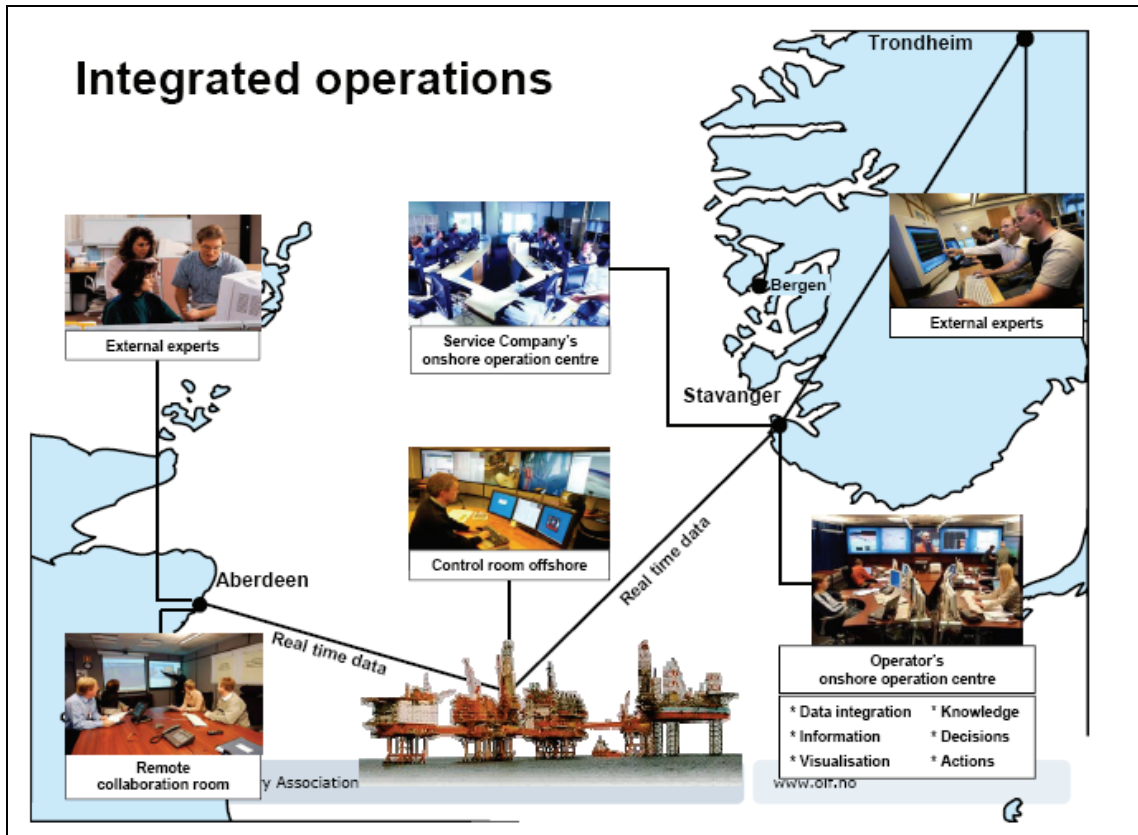 Integrated operations
Trondheim
External experts
Service Company's
onshore operation centre
Bergen
External experts
Stavanger
Control room offshore
Real time data
Aberdeen
Real time data
Remote
collaboration room
Operator's
onshore operation centre
* Data integration * Knowledge
* Information * Decisions
* Visualisation * Actions
ry Association
www.olf.no